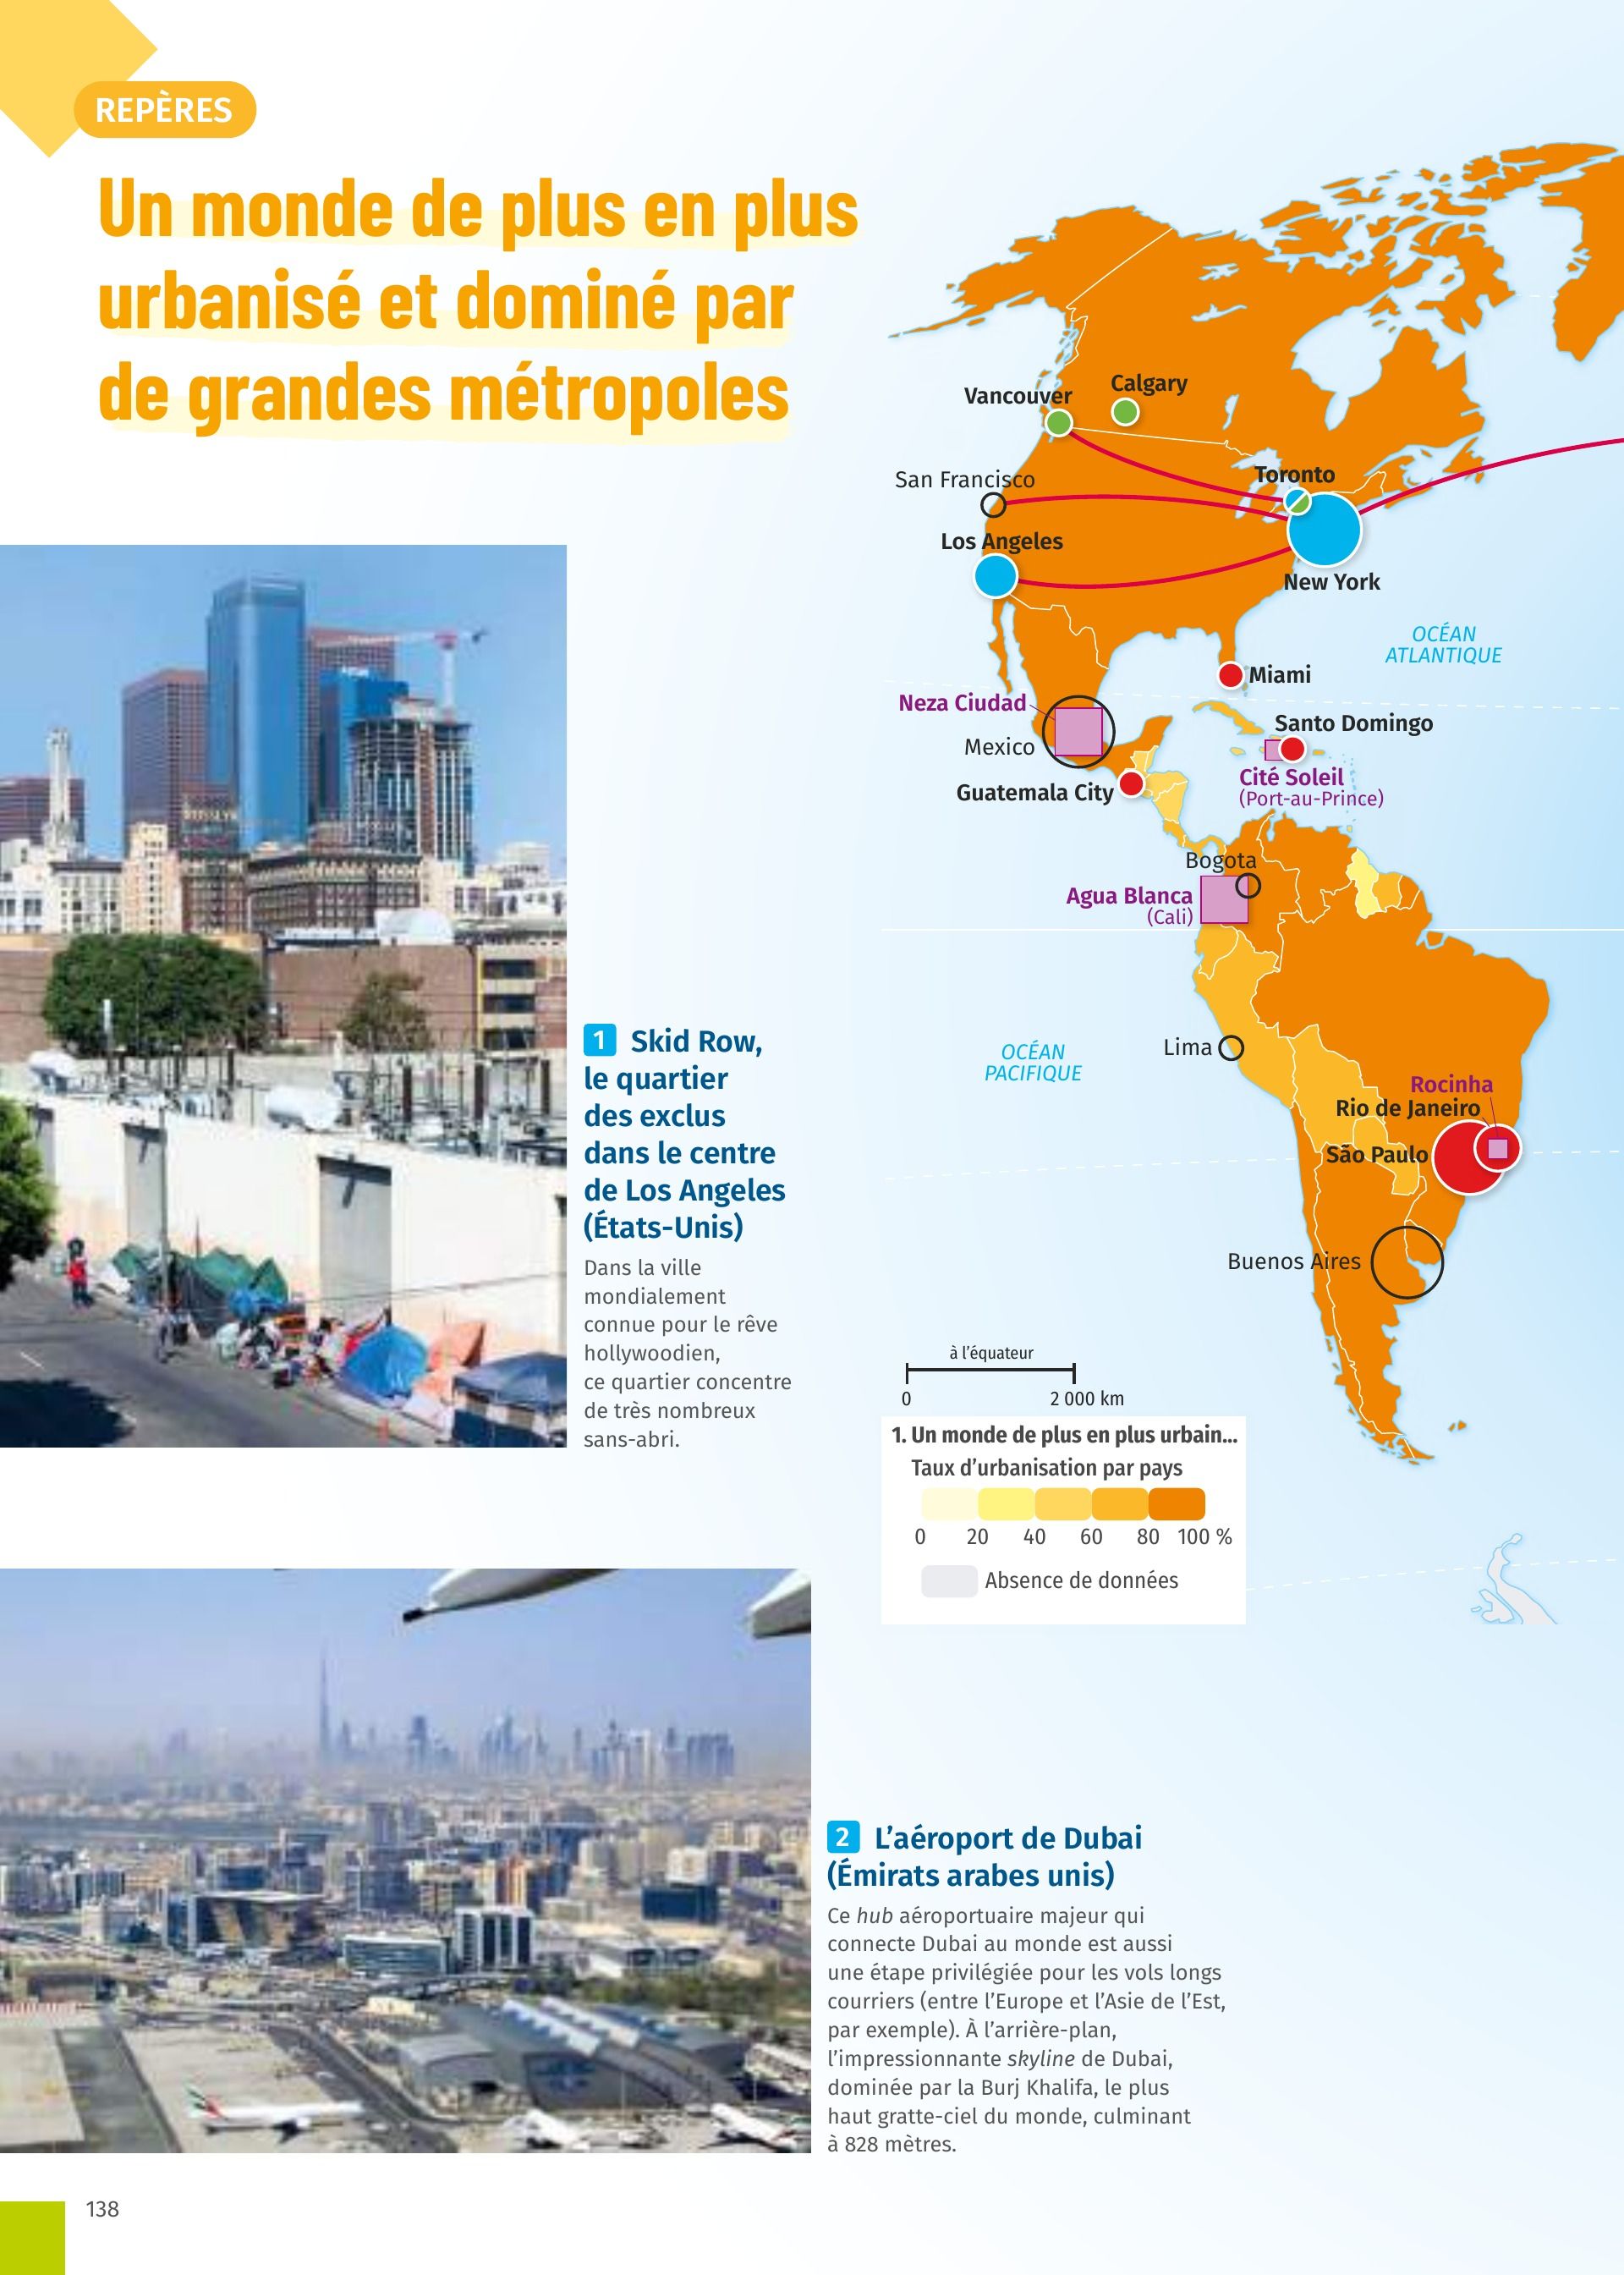 REPÈRES
Un monde de plus en plus
urbanisé et dominé par
de grandes métropoles
Vancouver
Calgary
San Francisco
Toronto
Los Angeles
New York
OCÉAN
ATLANTIQUE
Miami
Neza Ciudad
Santo Domingo
Mexico
Cité Soleil
(Port-au-Prince)
Guatemala City
Bogota
Agua Blanca
(Cali)
Lima
OCÉAN
PACIFIQUE
Rocinha
Rio de Janeiro
São Paulo
Buenos Aires
à l'équateur
0 2 000 km
1. Un monde de plus en plus urbain...
Taux d'urbanisation par pays
0 20 40 60 80 100 %
Absence de données
1 Skid Row,
le quartier
des exclus
dans le centre
de Los Angeles
(États-Unis)
Dans la ville
mondialement
connue pour le rêve
hollywoodien,
ce quartier concentre
de très nombreux
sans-abri.
2 L'aéroport de Dubai
(Émirats arabes unis)
Ce hub aéroportuaire majeur qui
connecte Dubai au monde est aussi
une étape privilégiée pour les vols longs
courriers (entre l'Europe et l'Asie de l'Est,
par exemple). À l'arrière-plan,
l'impressionnante skyline de Dubai,
dominée par la Burj Khalifa, le plus
haut gratte-ciel du monde, culminant
à 828 mètres.
138